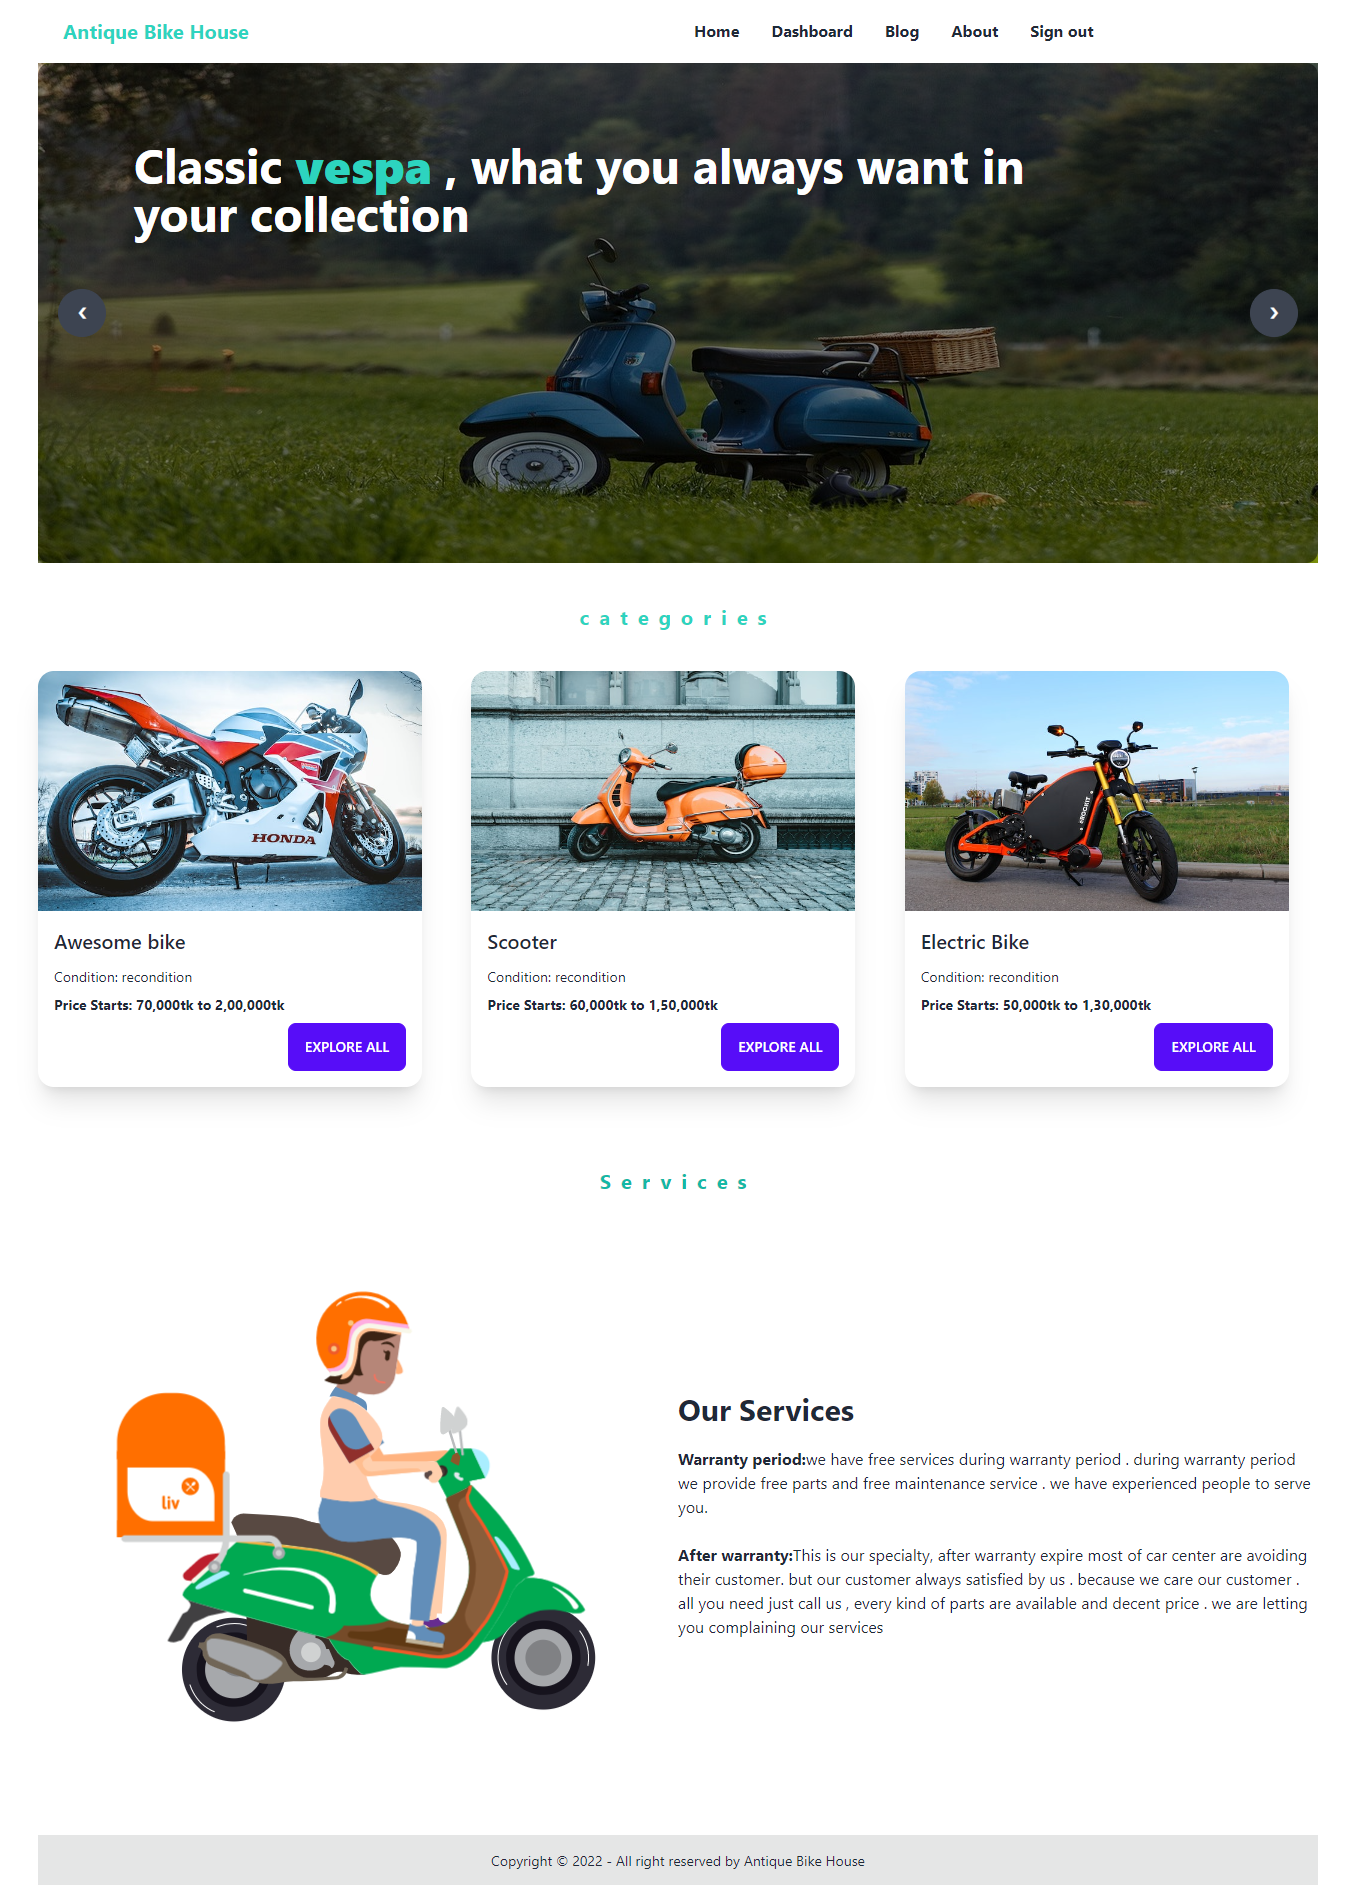 Antique Bike House
Home Dashboard Blog About Sign out
Classic vespa , what you always want in
your collection
❮ ❯
categories
HONDA
eROCKIT
Awesome bike
Condition: recondition
Price Starts: 70,000tk to 2,00,000tk
EXPLORE ALL
Scooter
Condition: recondition
Price Starts: 60,000tk to 1,50,000tk
EXPLORE ALL
Electric Bike
Condition: recondition
Price Starts: 50,000tk to 1,30,000tk
EXPLORE ALL
Services
liv
Our Services
Warranty period:we have free services during warranty period . during warranty period
we provide free parts and free maintenance service . we have experienced people to serve
you.
After warranty:This is our specialty, after warranty expire most of car center are avoiding
their customer. but our customer always satisfied by us . because we care our customer .
all you need just call us , every kind of parts are available and decent price . we are letting
you complaining our services
Copyright © 2022 - All right reserved by Antique Bike House